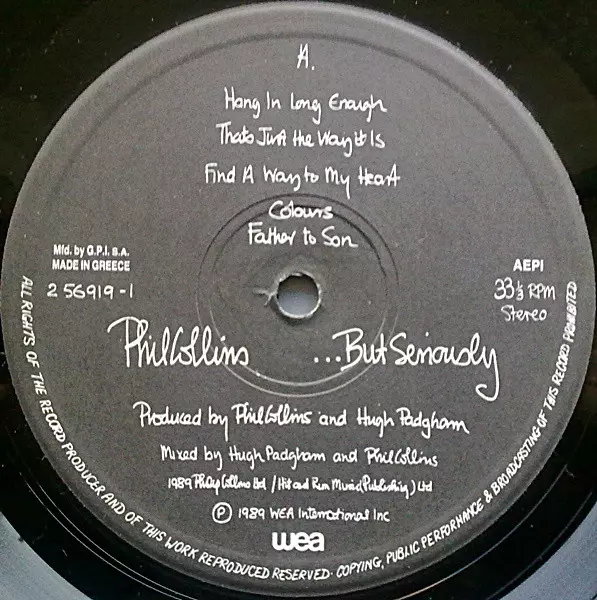 A.
Hang In Long Enough
Thats Just the Way it Is
Find A Way to My Heart
Colours
Father to Son
Mfd. by G.P.I. S.A.
MADE IN GREECE
2 56919-1
AEPI
33⅓ RPM
Stereo
Phil Collins ...But Seriously
Produced by Phil Collins and Hugh Padgham
Mixed by Hugh Padgham and Phil Collins
1989 Philip Collins Ltd / Hit and Run Music (Publishing) Ltd
Ⓟ 1989 WEA International Inc
wea
ALL RIGHTS OF THE RECORD PRODUCER AND OF THIS WORK REPRODUCED RESERVED· COPYING, PUBLIC PERFORMANCE & BROADCASTING OF THIS RECORD PROHIBITED